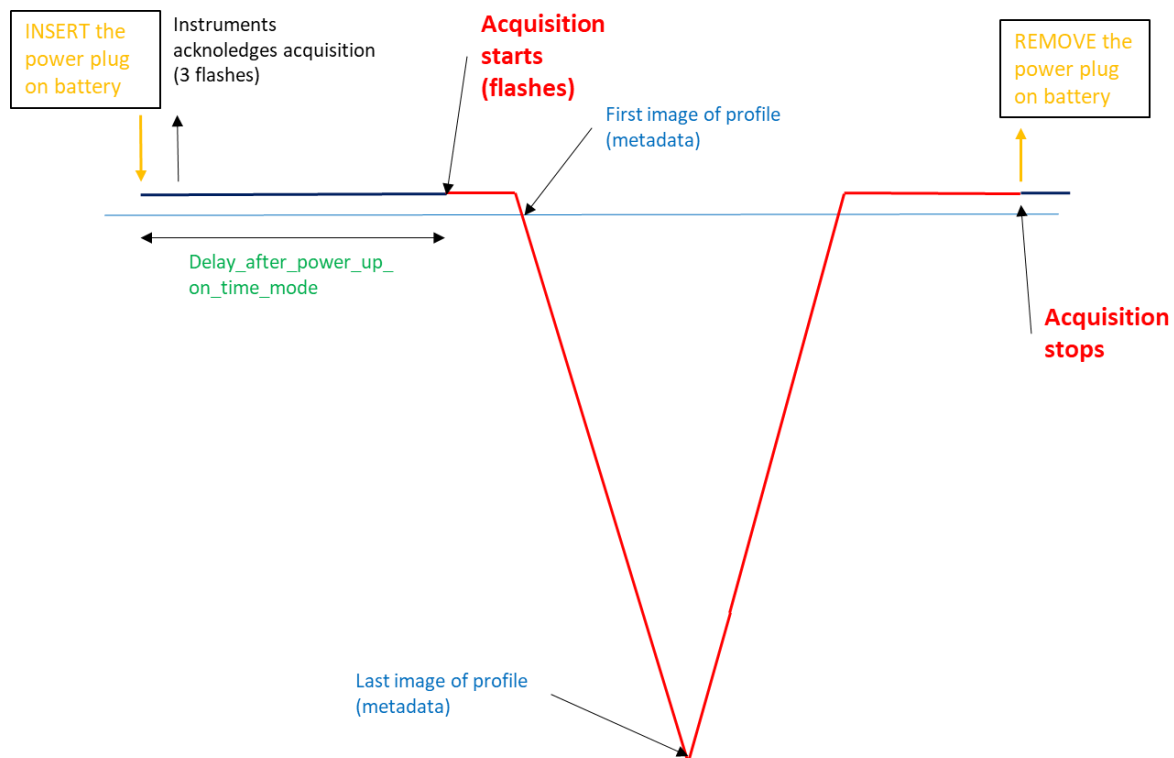 INSERT the
power plug
on battery
Instruments
acknoledges acquisition
(3 flashes)
Acquisition
starts
(flashes)
First image of profile
(metadata)
REMOVE the
power plug
on battery
Delay_after_power_up_
on_time_mode
Acquisition
stops
Last image of profile
(metadata)